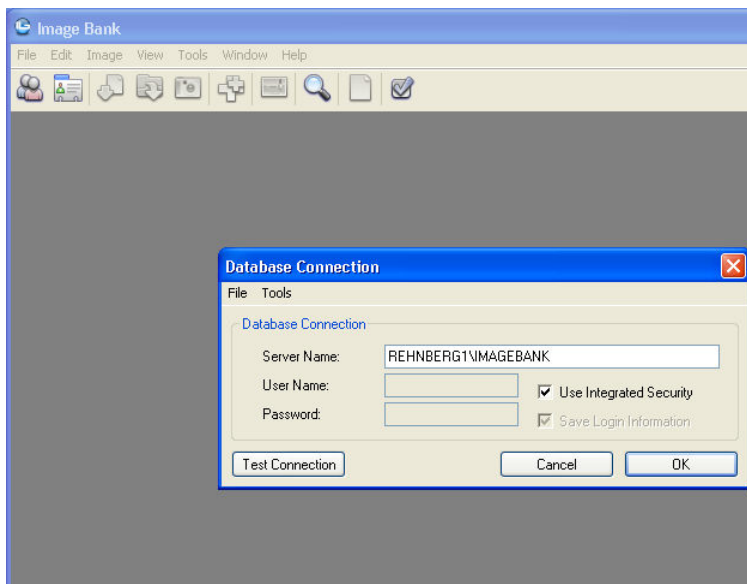 Image Bank
File Edit Image View Tools Window Help
Database Connection
File Tools
Database Connection
Server Name: REHNBERG1\IMAGEBANK
User Name: Use Integrated Security
Password: Save Login Information
Test Connection Cancel OK